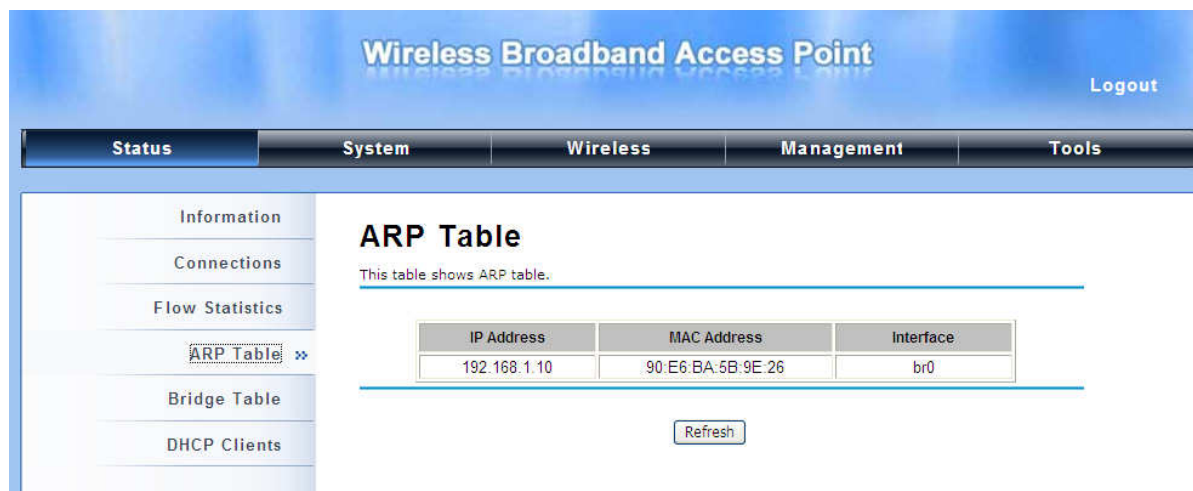 Wireless Broadband Access Point
Logout
Status System Wireless Management Tools
Information
Connections
Flow Statistics
ARP Table »
Bridge Table
DHCP Clients
ARP Table
This table shows ARP table.
IP Address MAC Address Interface
192.168.1.10 90:E6:BA:5B:9E:26 br0
Refresh